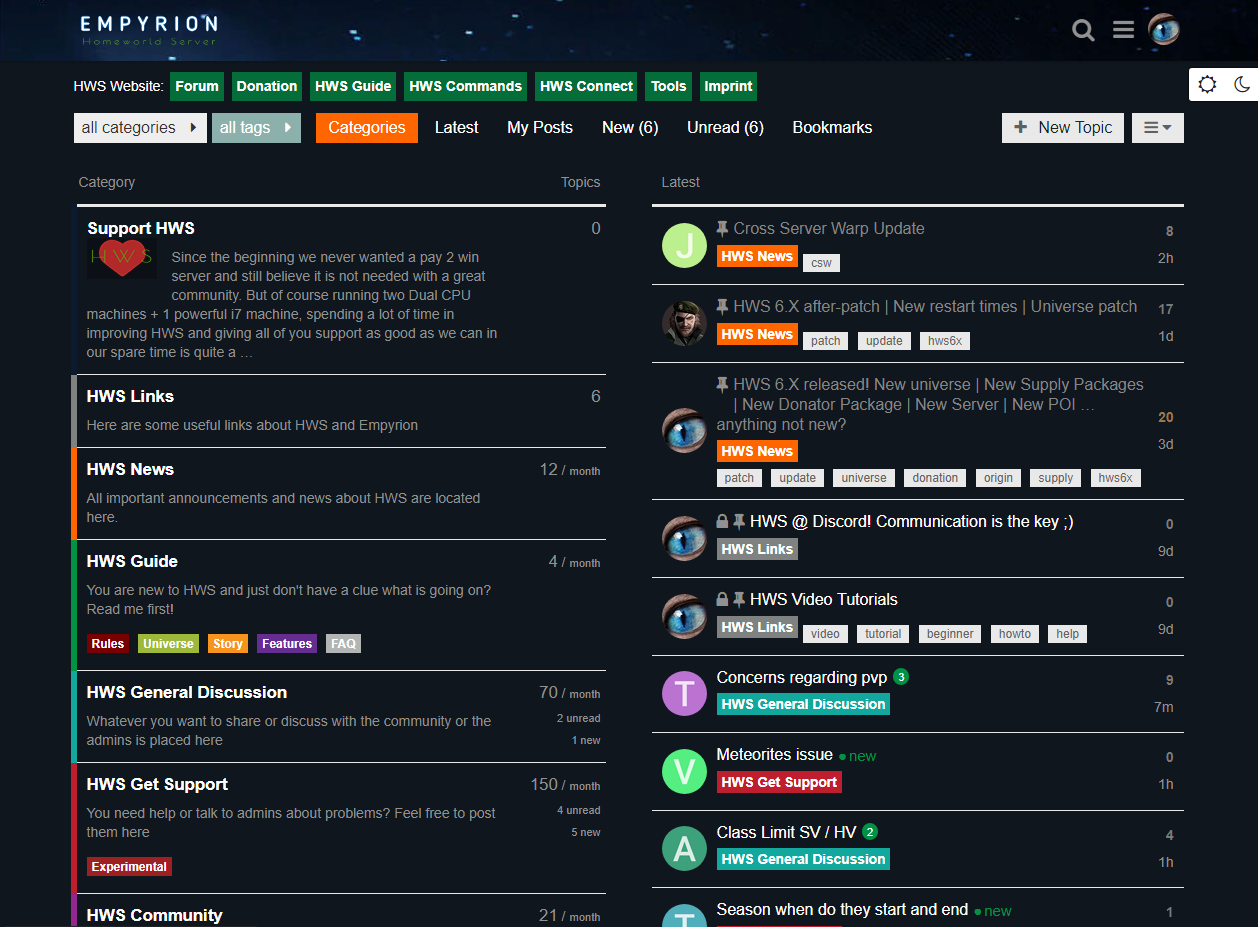 EMPYRION
Homeworld Server
HWS Website: Forum Donation HWS Guide HWS Commands HWS Connect Tools Imprint
all categories all tags Categories Latest My Posts New (6) Unread (6) Bookmarks + New Topic
Category Topics
Support HWS 0
HWS
Since the beginning we never wanted a pay 2 win
server and still believe it is not needed with a great
community. But of course running two Dual CPU
machines + 1 powerful i7 machine, spending a lot of time in
improving HWS and giving all of you support as good as we can in
our spare time is quite a …
HWS Links 6
Here are some useful links about HWS and Empyrion
HWS News 12 / month
All important announcements and news about HWS are located
here.
HWS Guide 4 / month
You are new to HWS and just don't have a clue what is going on?
Read me first!
Rules Universe Story Features FAQ
HWS General Discussion 70 / month
Whatever you want to share or discuss with the community or the 2 unread
admins is placed here 1 new
HWS Get Support 150 / month
You need help or talk to admins about problems? Feel free to post 4 unread
them here 5 new
Experimental
HWS Community 21 / month
Latest
J
Cross Server Warp Update 8
HWS News csw 2h
HWS 6.X after-patch | New restart times | Universe patch 17
HWS News patch update hws6x 1d
HWS 6.X released! New universe | New Supply Packages
| New Donator Package | New Server | New POI …
anything not new? 20
HWS News 3d
patch update universe donation origin supply hws6x
HWS @ Discord! Communication is the key ;) 0
HWS Links 9d
HWS Video Tutorials 0
HWS Links video tutorial beginner howto help 9d
T
Concerns regarding pvp 3 9
HWS General Discussion 7m
V
Meteorites issue new 0
HWS Get Support 1h
A
Class Limit SV / HV 2 4
HWS General Discussion 1h
T
Season when do they start and end new 1